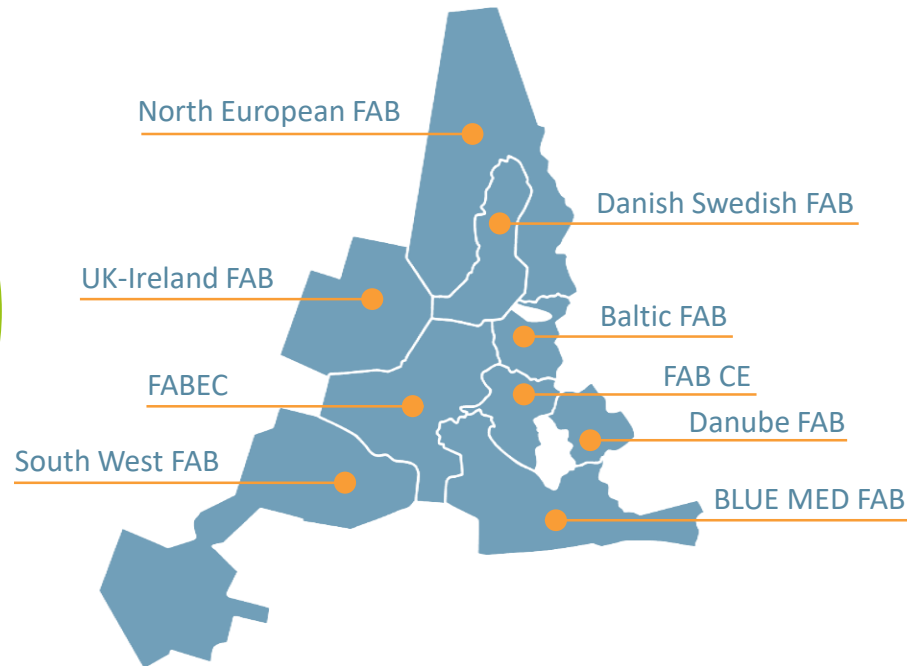 North European FAB
Danish Swedish FAB
UK-Ireland FAB
Baltic FAB
FAB CE
FABEC
Danube FAB
South West FAB
BLUE MED FAB